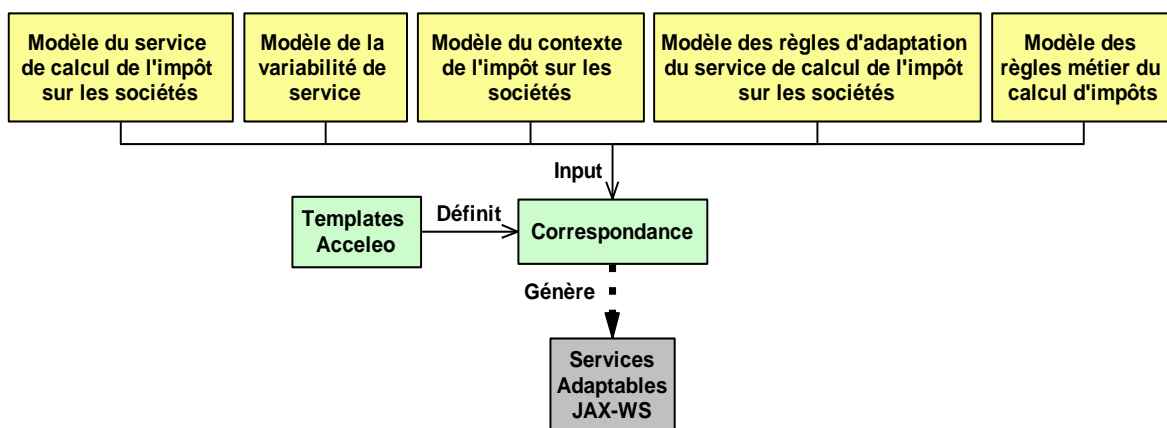 Modèle du service
de calcul de l'impôt
sur les sociétés
Modèle de la
variabilité de
service
Modèle du contexte
de l'impôt sur les
sociétés
Modèle des règles d'adaptation
du service de calcul de l'impôt
sur les sociétés
Modèle des
règles métier du
calcul d'impôts
Input
Templates
Acceleo
Définit
Correspondance
Génère
Services
Adaptables
JAX-WS